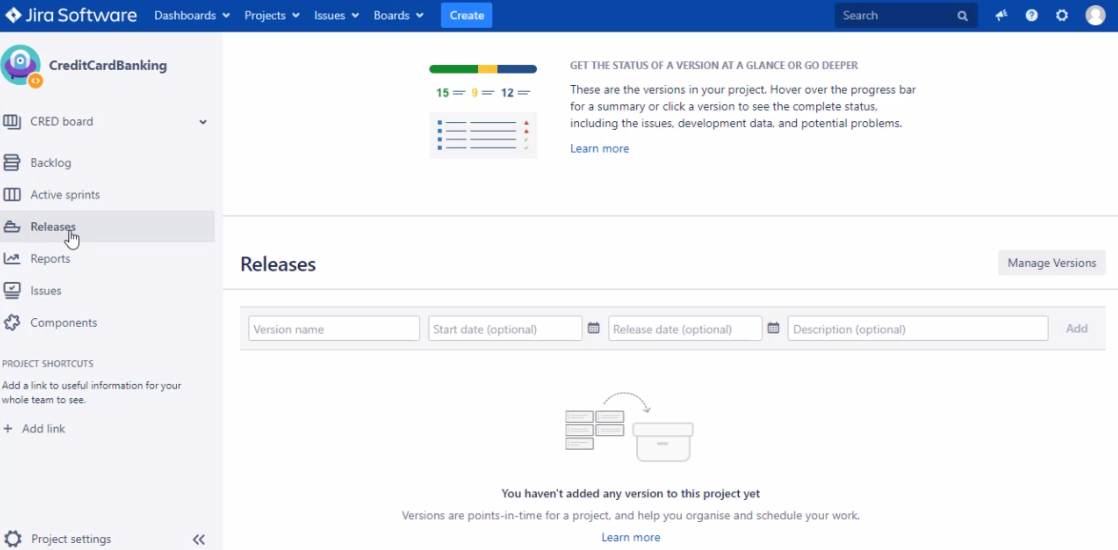 Jira Software Dashboards Projects Issues Boards Create Search
CreditCardBanking
CRED board
Backlog
Active sprints
Releases
Reports
Issues
Components
PROJECT SHORTCUTS
Add a link to useful information for your
whole team to see.
+ Add link
Project settings
GET THE STATUS OF A VERSION AT A GLANCE OR GO DEEPER
15 9 12
These are the versions in your project. Hover over the progress bar
for a summary or click a version to see the complete status,
including the issues, development data, and potential problems.
Learn more
Releases
Manage Versions
Version name Start date (optional) Release date (optional) Description (optional) Add
You haven't added any version to this project yet
Versions are points-in-time for a project, and help you organise and schedule your work.
Learn more